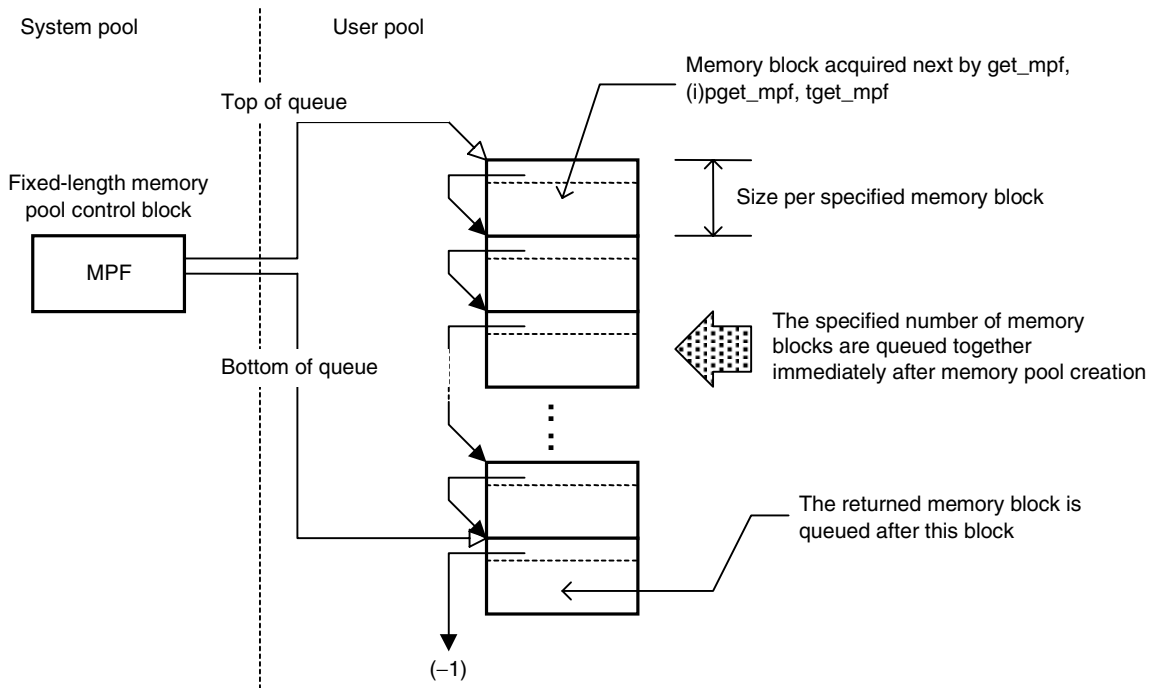 System pool
User pool
Memory block acquired next by get_mpf,
(i)pget_mpf, tget_mpf
Top of queue
Fixed-length memory
pool control block
Size per specified memory block
MPF
The specified number of memory
blocks are queued together
immediately after memory pool creation
Bottom of queue
The returned memory block is
queued after this block
(−1)